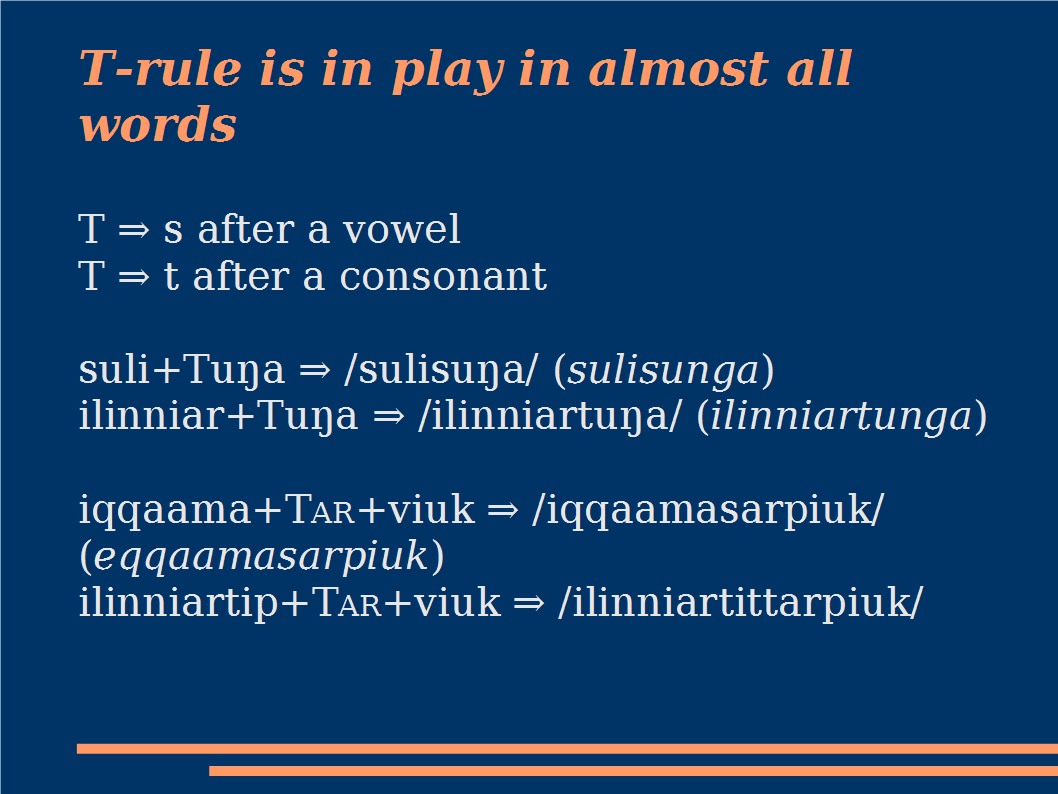 T-rule is in play in almost all
words
T ⇒ s after a vowel
T ⇒ t after a consonant
suli+Tuŋa ⇒ /sulisuŋa/ (sulisunga)
ilinniar+Tuŋa ⇒ /ilinniartuŋa/ (ilinniartunga)
iqqaama+TAR+viuk ⇒ /iqqaamasarpiuk/
(eqqaamasarpiuk)
ilinniartip+TAR+viuk ⇒ /ilinniartittarpiuk/